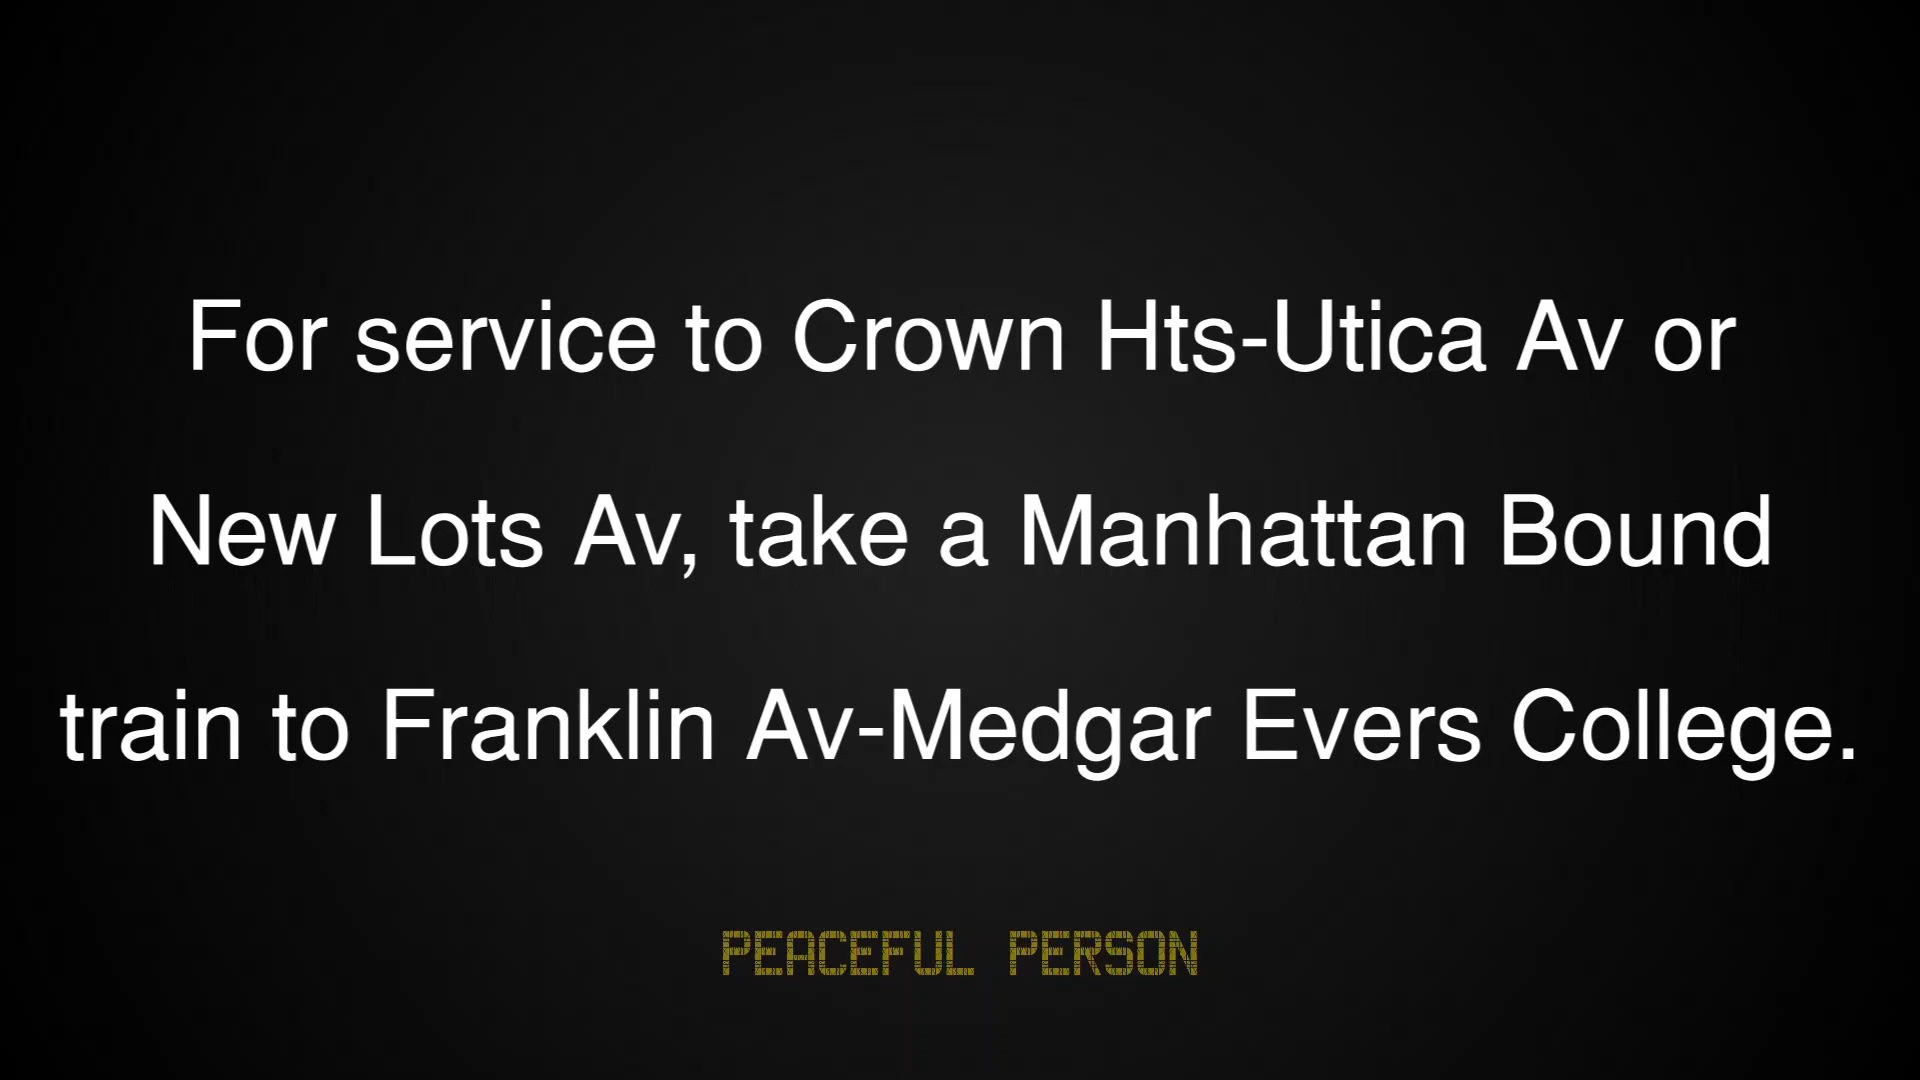 For service to Crown Hts-Utica Av or
New Lots Av, take a Manhattan Bound
train to Franklin Av-Medgar Evers College.
PEACEFUL PERSON